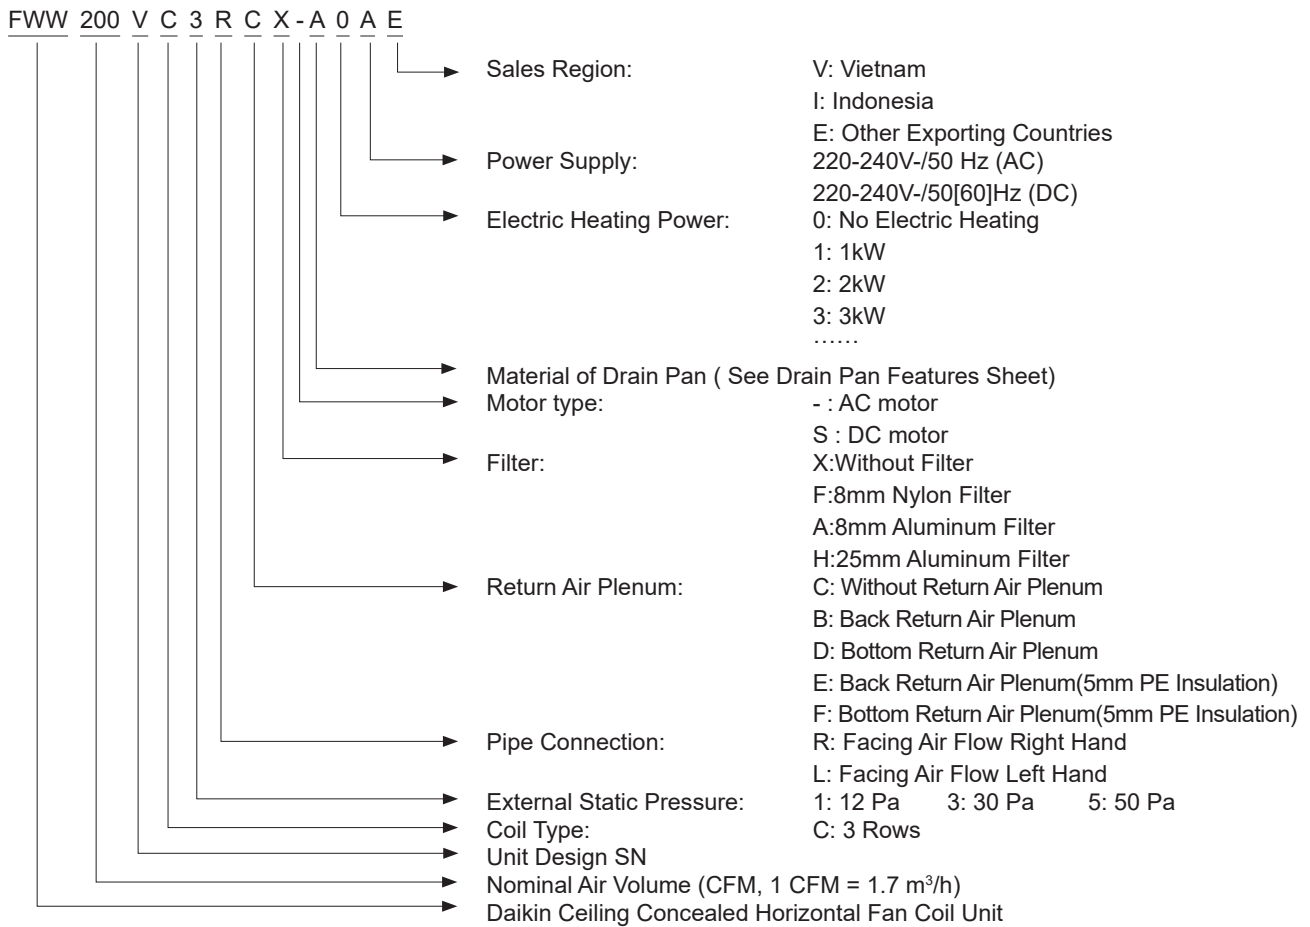 FWW 200 V C 3 R C X - A 0 A E
Sales Region: V: Vietnam
I: Indonesia
E: Other Exporting Countries
Power Supply: 220-240V-/50 Hz (AC)
220-240V-/50[60]Hz (DC)
Electric Heating Power: 0: No Electric Heating
1: 1kW
2: 2kW
3: 3kW
······
Material of Drain Pan ( See Drain Pan Features Sheet)
Motor type: - : AC motor
S : DC motor
Filter: X:Without Filter
F:8mm Nylon Filter
A:8mm Aluminum Filter
H:25mm Aluminum Filter
Return Air Plenum: C: Without Return Air Plenum
B: Back Return Air Plenum
D: Bottom Return Air Plenum
E: Back Return Air Plenum(5mm PE Insulation)
F: Bottom Return Air Plenum(5mm PE Insulation)
Pipe Connection: R: Facing Air Flow Right Hand
L: Facing Air Flow Left Hand
External Static Pressure: 1: 12 Pa 3: 30 Pa 5: 50 Pa
Coil Type: C: 3 Rows
Unit Design SN
Nominal Air Volume (CFM, 1 CFM = 1.7 m³/h)
Daikin Ceiling Concealed Horizontal Fan Coil Unit